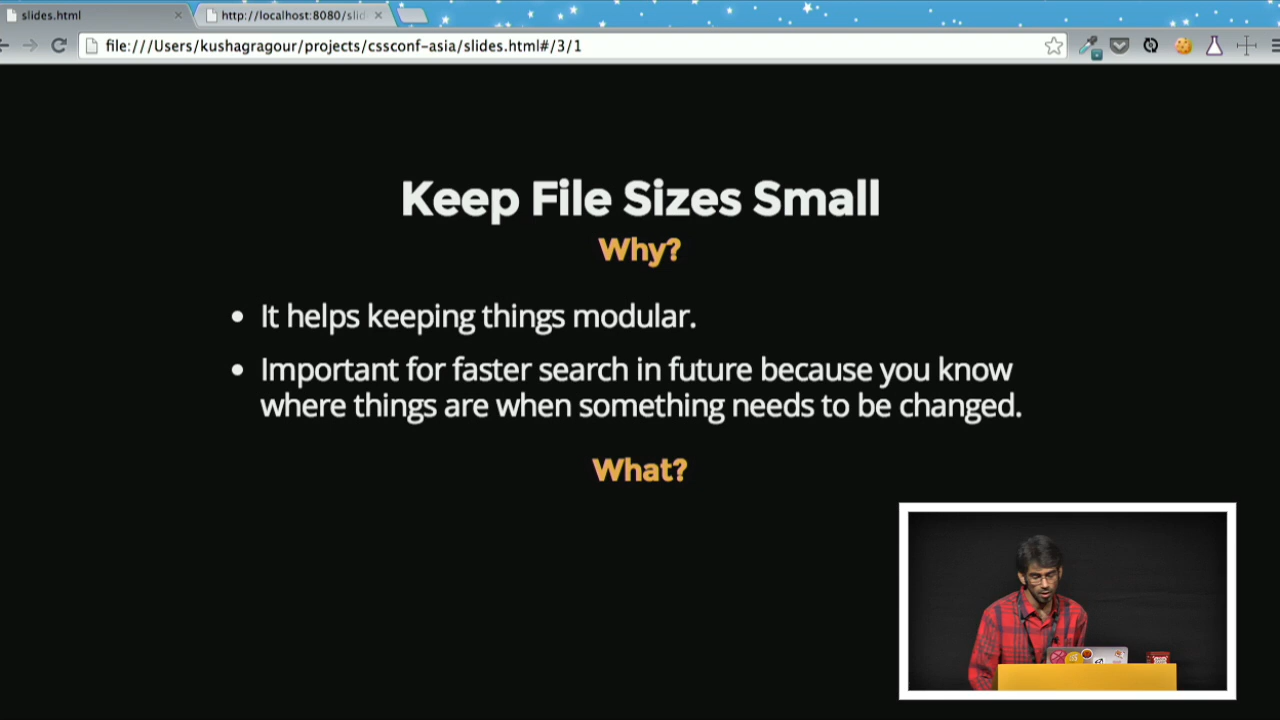 slides.html
http://localhost:8080/slid
file:///Users/kushagragour/projects/cssconf-asia/slides.html#/3/1
Keep File Sizes Small
Why?
It helps keeping things modular.
Important for faster search in future because you know
where things are when something needs to be changed.
What?